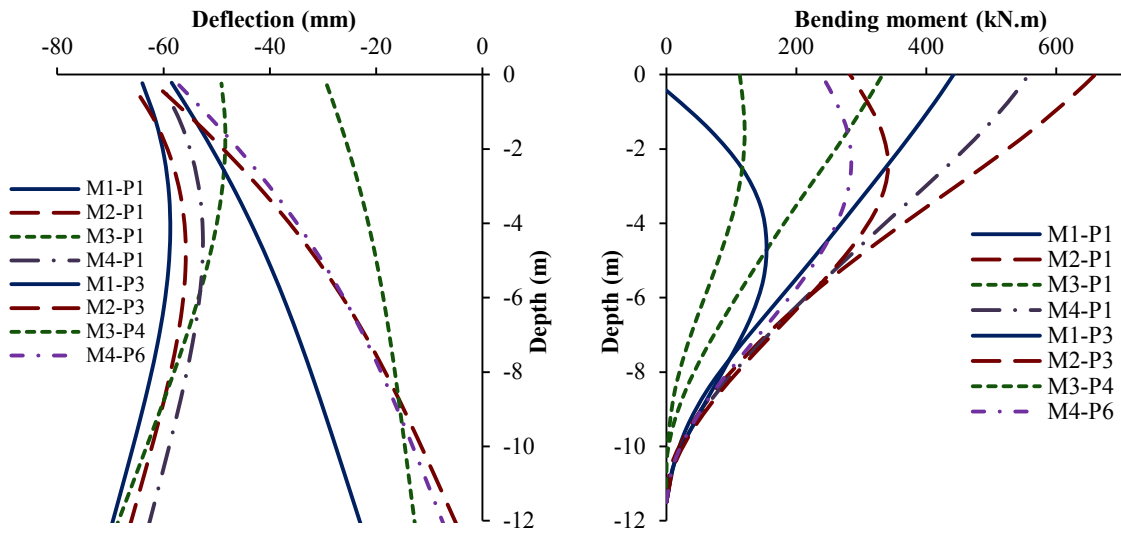 Deflection (mm)
-80 -60 -40 -20 0
0
-2
-4
-6
-8
-10
-12
Depth (m)
M1-P1
M2-P1
M3-P1
M4-P1
M1-P3
M2-P3
M3-P4
M4-P6
Bending moment (kN.m)
0 200 400 600
0
-2
-4
-6
-8
-10
-12
Depth (m)
M1-P1
M2-P1
M3-P1
M4-P1
M1-P3
M2-P3
M3-P4
M4-P6